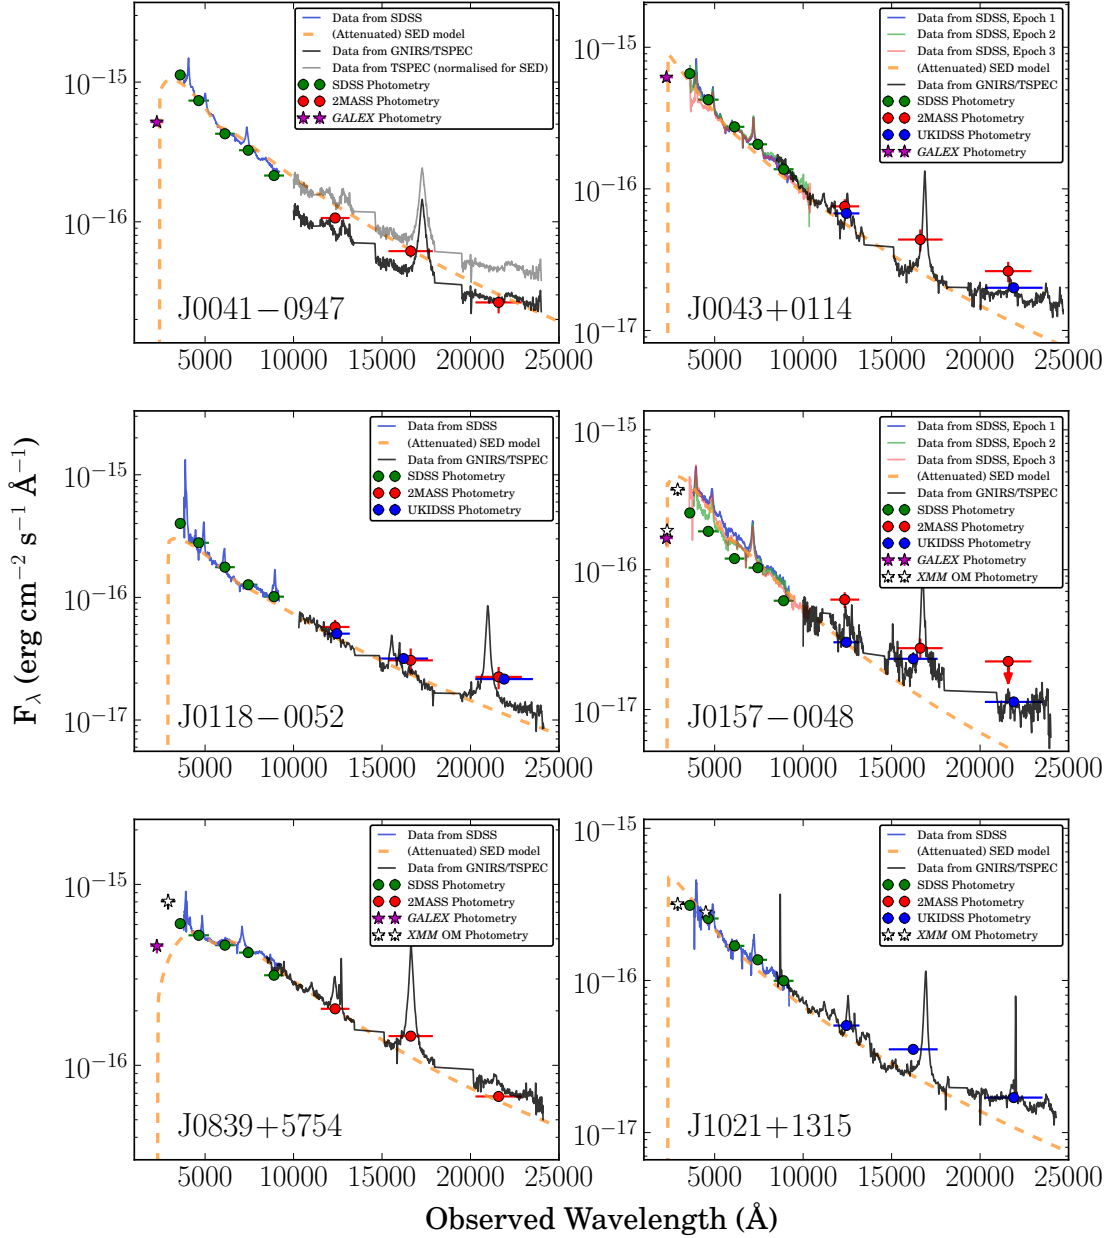 Data from SDSS
(Attenuated) SED model
Data from GNIRS/TSPEC
Data from TSPEC (normalised for SED)
SDSS Photometry
2MASS Photometry
GALEX Photometry
10⁻¹⁵
10⁻¹⁶
J0041−0947
5000 10000 15000 20000 25000
Data from SDSS, Epoch 1
Data from SDSS, Epoch 2
Data from SDSS, Epoch 3
(Attenuated) SED model
Data from GNIRS/TSPEC
SDSS Photometry
2MASS Photometry
UKIDSS Photometry
GALEX Photometry
10⁻¹⁵
10⁻¹⁶
10⁻¹⁷
J0043+0114
5000 10000 15000 20000 25000
F_λ (erg cm⁻² s⁻¹ Å⁻¹)
Data from SDSS
(Attenuated) SED model
Data from GNIRS/TSPEC
SDSS Photometry
2MASS Photometry
UKIDSS Photometry
10⁻¹⁵
10⁻¹⁶
10⁻¹⁷
J0118−0052
5000 10000 15000 20000 25000
Data from SDSS, Epoch 1
Data from SDSS, Epoch 2
Data from SDSS, Epoch 3
(Attenuated) SED model
Data from GNIRS/TSPEC
SDSS Photometry
2MASS Photometry
UKIDSS Photometry
GALEX Photometry
XMM OM Photometry
10⁻¹⁵
10⁻¹⁶
10⁻¹⁷
J0157−0048
5000 10000 15000 20000 25000
Data from SDSS
(Attenuated) SED model
Data from GNIRS/TSPEC
SDSS Photometry
2MASS Photometry
GALEX Photometry
XMM OM Photometry
10⁻¹⁵
10⁻¹⁶
J0839+5754
5000 10000 15000 20000 25000
Data from SDSS
(Attenuated) SED model
Data from GNIRS/TSPEC
SDSS Photometry
2MASS Photometry
UKIDSS Photometry
XMM OM Photometry
10⁻¹⁵
10⁻¹⁶
10⁻¹⁷
J1021+1315
5000 10000 15000 20000 25000
Observed Wavelength (Å)